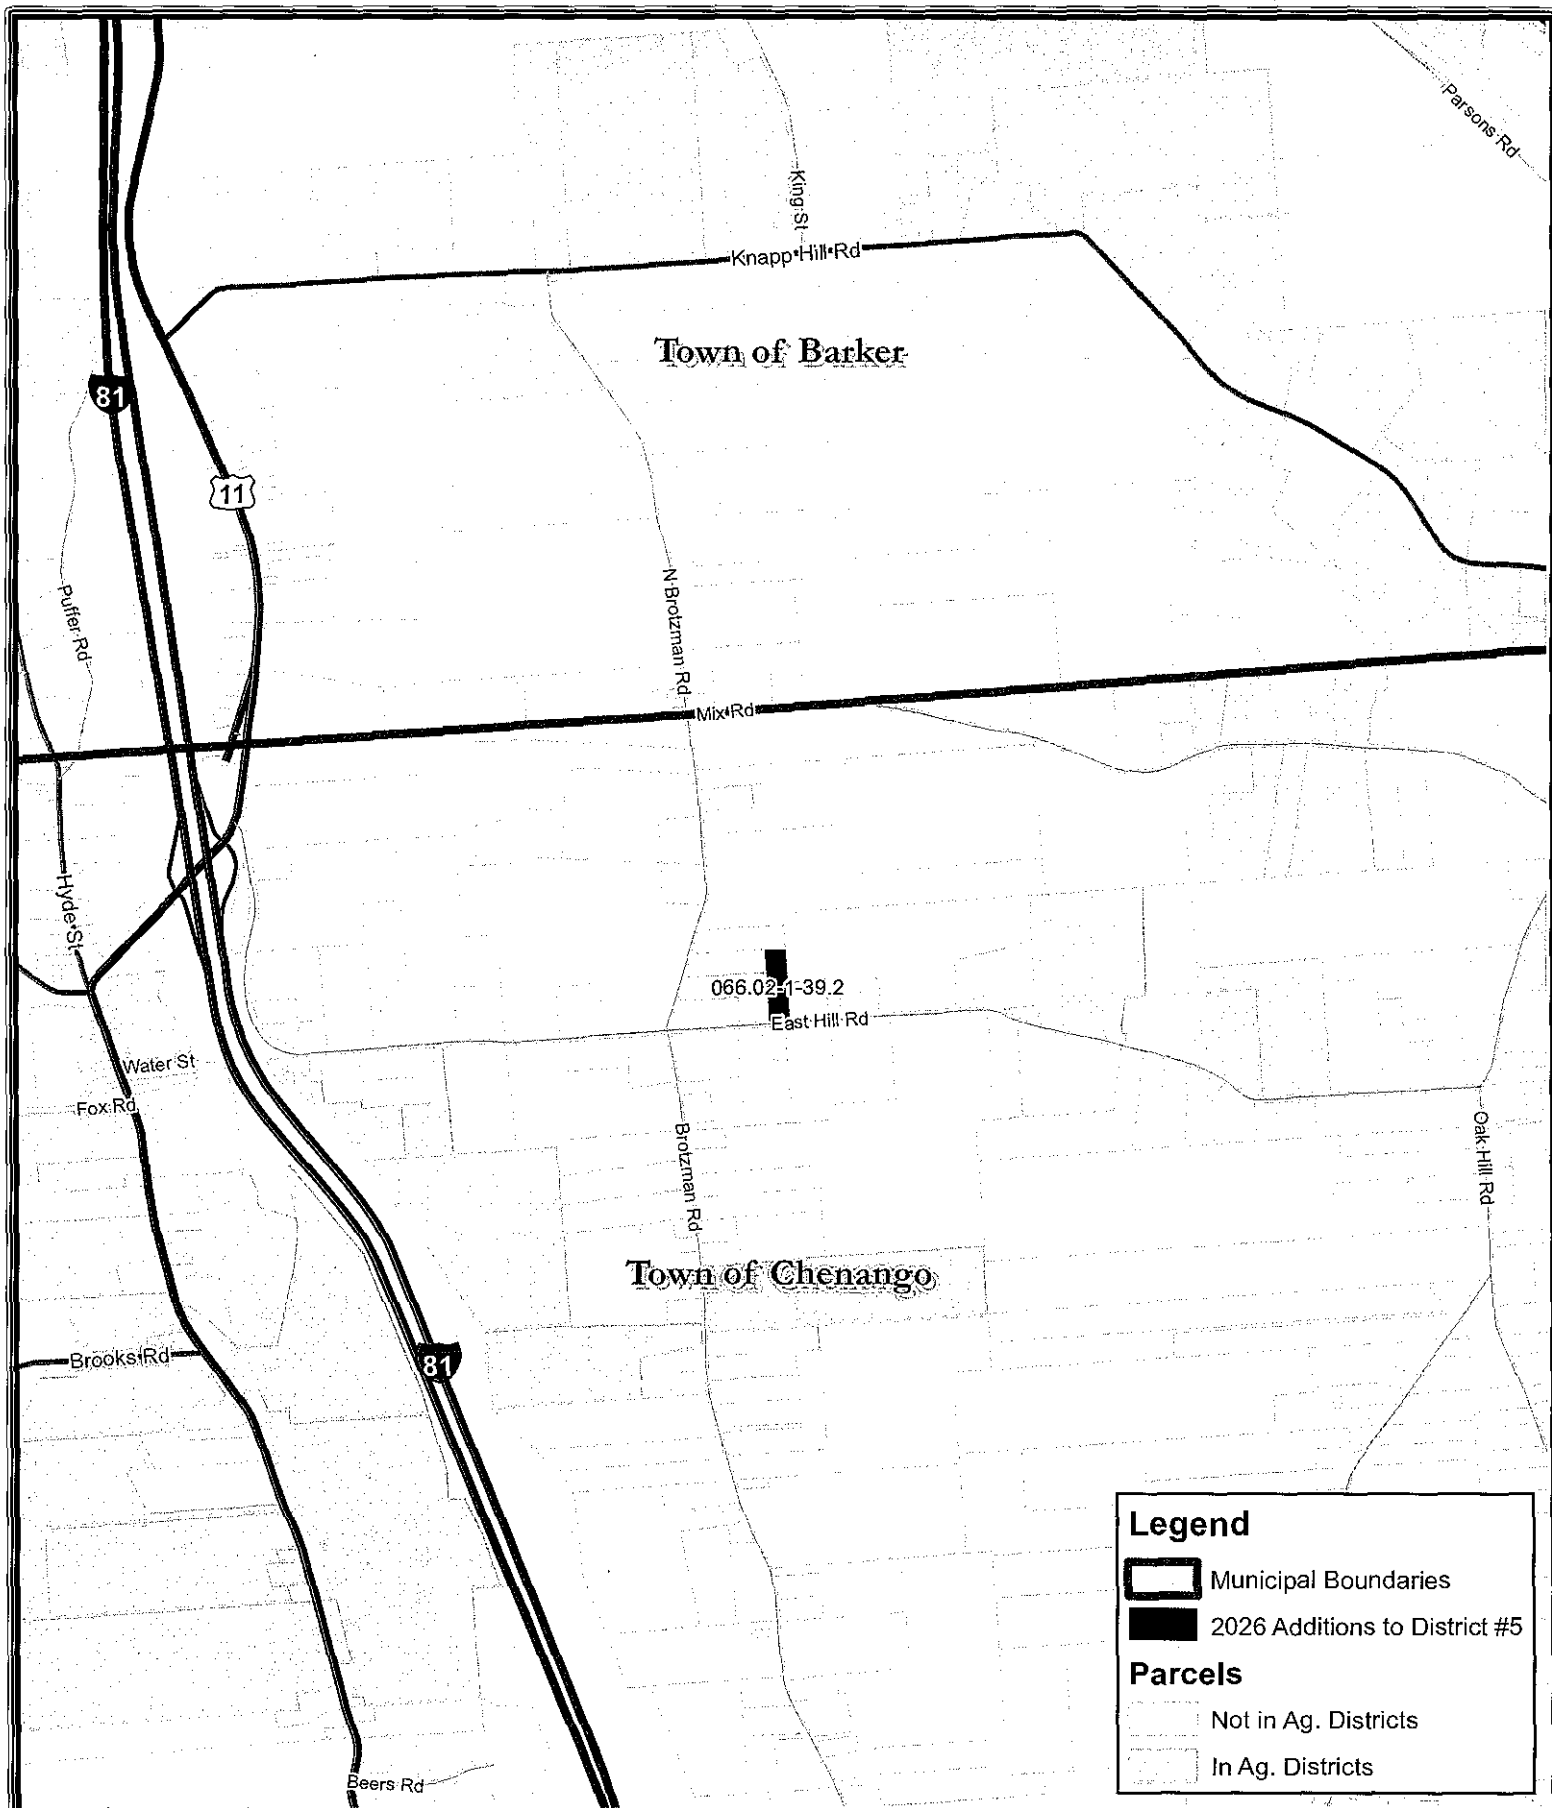 Parsons Rd
King St
Knapp Hill Rd
Town of Barker
81
11
Puffer Rd
N Brotzman Rd
Mix Rd
Hyde St
066.02-1-39.2
East Hill Rd
Water St
Fox Rd
Brotzman Rd
Oak Hill Rd
Town of Chenango
Brooks Rd
81
Beers Rd
Legend
Municipal Boundaries
2026 Additions to District #5
Parcels
Not in Ag. Districts
In Ag. Districts